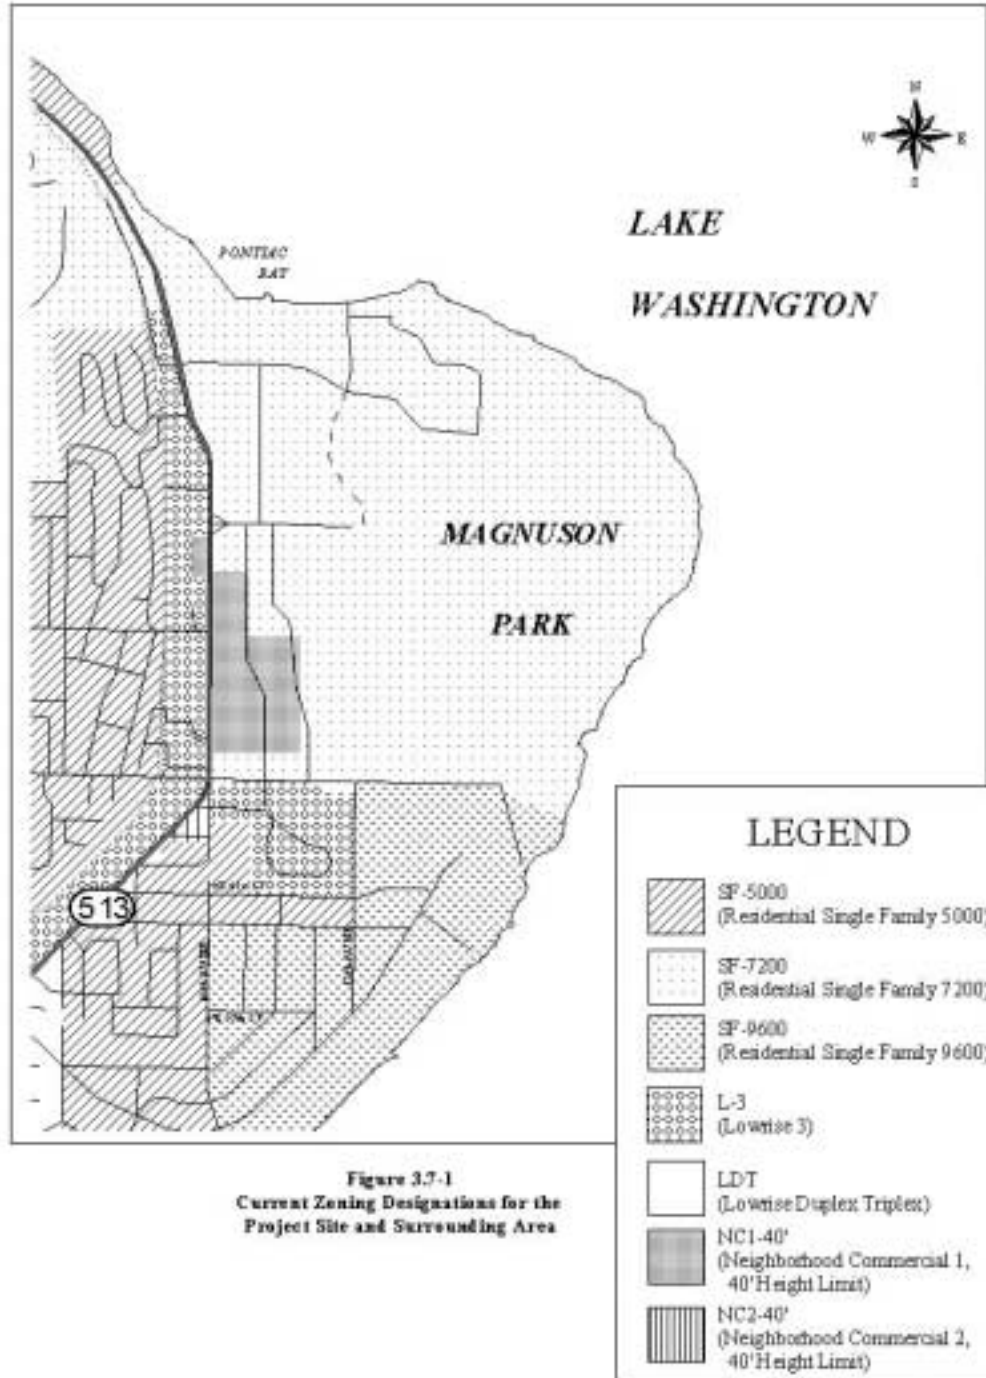 N
W
E
S
LAKE
WASHINGTON
PONTIAC
BAY
MAGNUSON
PARK
513
LEGEND
SF-5000
(Residential Single Family 5000)
SF-7200
(Residential Single Family 7200)
SF-9600
(Residential Single Family 9600)
L-3
(Lowrise 3)
LDT
(Lowrise Duplex Triplex)
NC1-40'
(Neighborhood Commercial 1,
40' Height Limit)
NC2-40'
(Neighborhood Commercial 2,
40' Height Limit)
Figure 3.7-1
Current Zoning Designations for the
Project Site and Surrounding Area